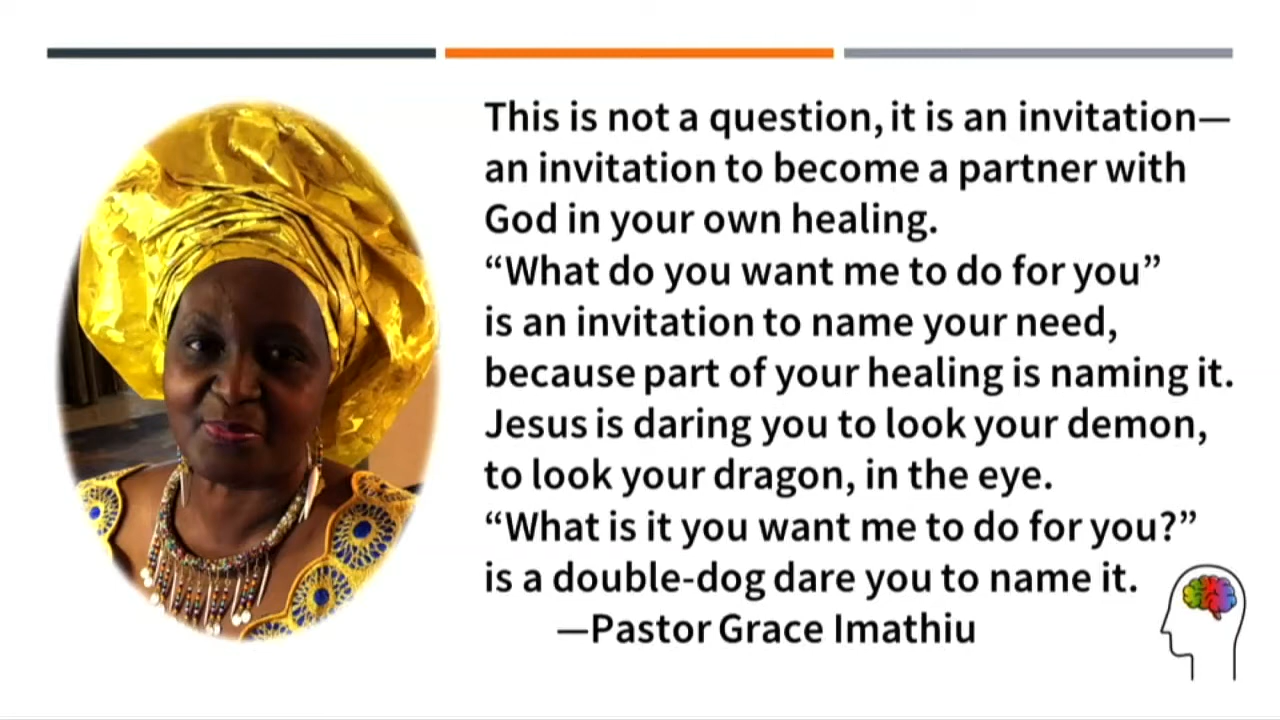 This is not a question, it is an invitation—
an invitation to become a partner with
God in your own healing.
“What do you want me to do for you”
is an invitation to name your need,
because part of your healing is naming it.
Jesus is daring you to look your demon,
to look your dragon, in the eye.
“What is it you want me to do for you?”
is a double-dog dare you to name it.
—Pastor Grace Imathiu